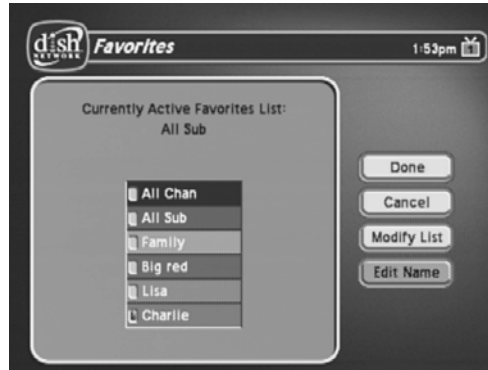 dish
NETWORK
Favorites
1:53pm
Currently Active Favorites List:
All Sub
All Chan
All Sub
Family
Big red
Lisa
Charlie
Done
Cancel
Modify List
Edit Name